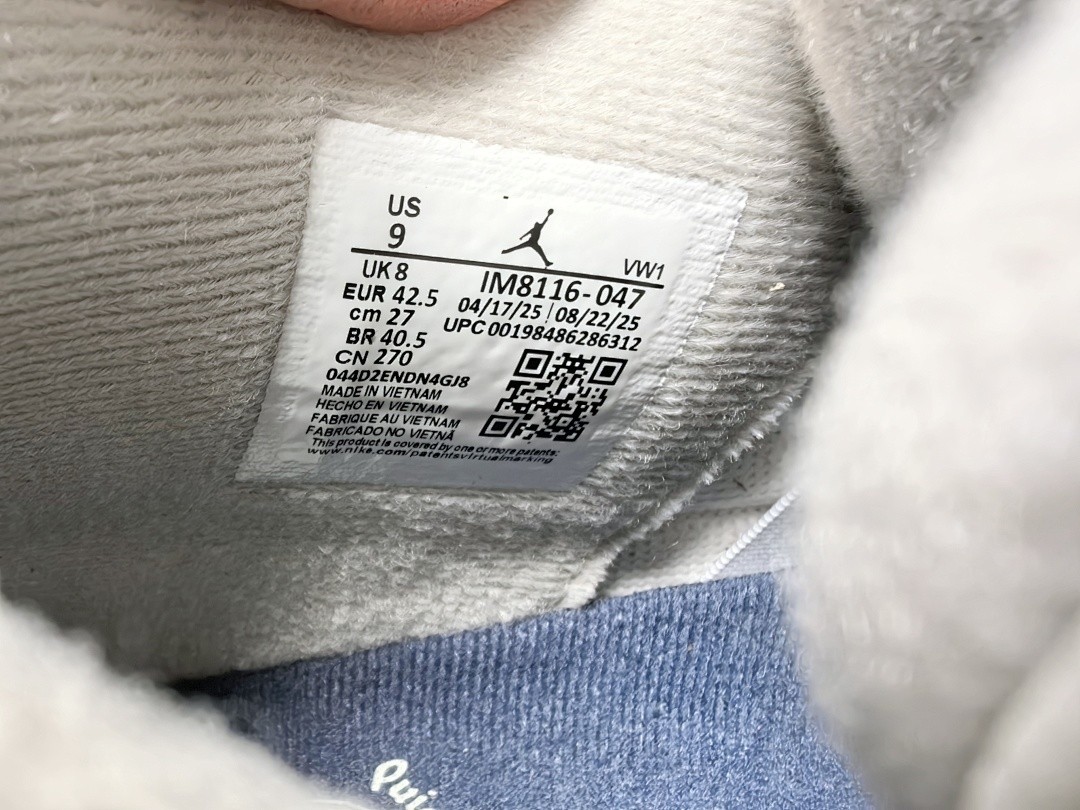 US
9
VW1
UK 8
IM8116-047
EUR 42.5
04/17/25 | 08/22/25
cm 27
UPC 00198486286312
BR 40.5
CN 270
044D2ENDN4GJ8
MADE IN VIETNAM
HECHO EN VIETNAM
FABRIQUE AU VIETNAM
FABRICADO NO VIETNÃ
This product is covered by one or more patents:
www.nike.com/patentsvirtualmarking